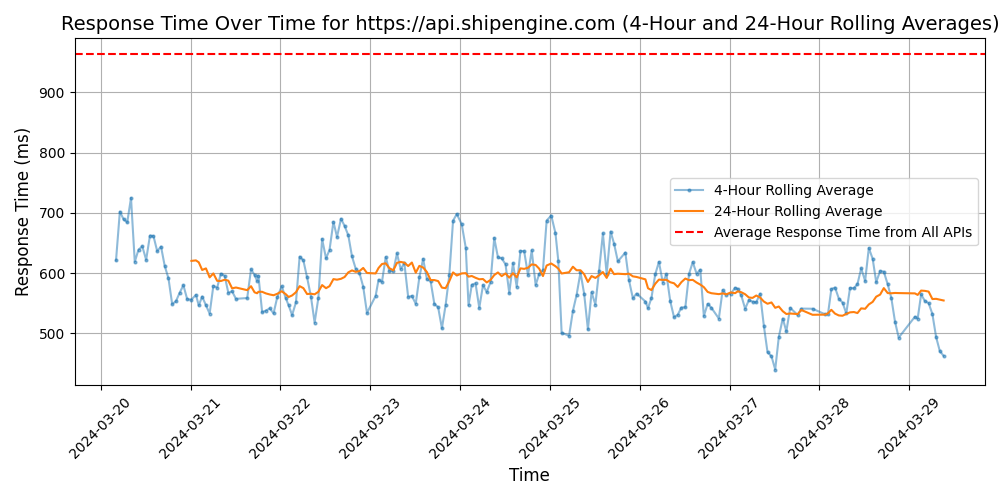 Response Time Over Time for https://api.shipengine.com (4-Hour and 24-Hour Rolling Averages)
Response Time (ms)
900
800
700
600
500
4-Hour Rolling Average
24-Hour Rolling Average
Average Response Time from All APIs
2024-03-20
2024-03-21
2024-03-22
2024-03-23
2024-03-24
2024-03-25
2024-03-26
2024-03-27
2024-03-28
2024-03-29
Time